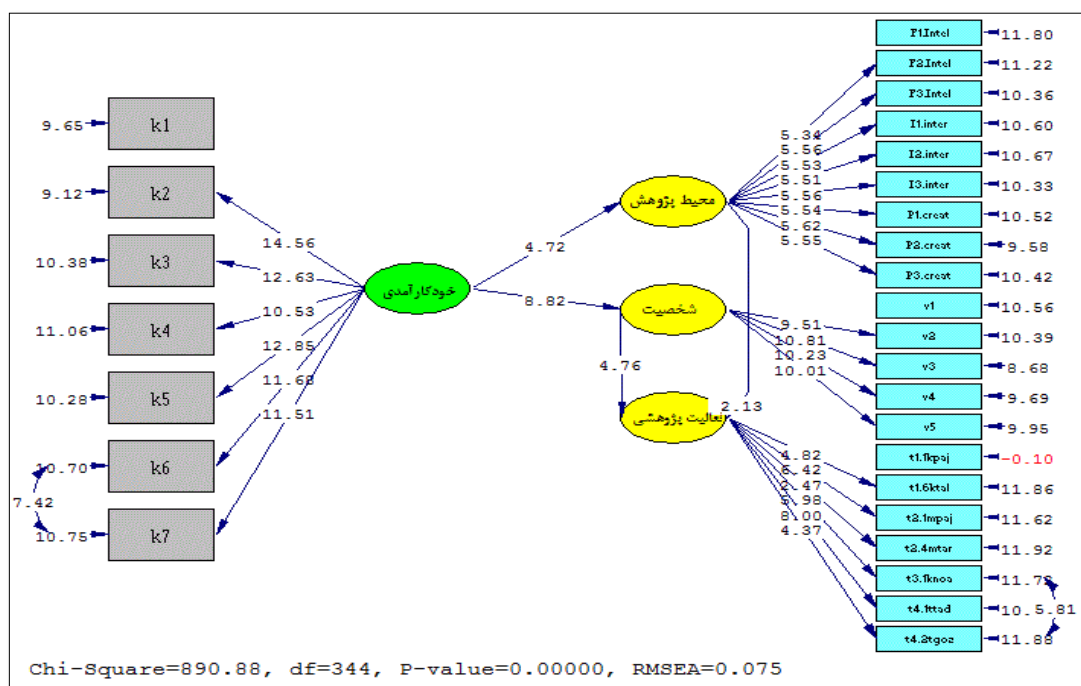 9.65
k1
9.12
k2
10.38
k3
11.06
k4
10.28
k5
10.70
k6
7.42
10.75
k7
14.56
12.63
10.53
12.85
11.68
11.51
خودکارآمدی
4.72
8.82
محیط پژوهش
شخصیت
4.76
فعالیت پژوهشی
2.13
5.34
5.56
5.53
5.51
5.56
5.54
5.62
5.55
9.51
10.81
10.23
10.01
4.82
6.42
2.47
5.98
8.00
4.37
P1.Intel
11.80
P2.Intel
11.22
P3.Intel
10.36
I1.inter
10.60
I2.inter
10.67
I3.inter
10.33
P1.creat
10.52
P2.creat
9.58
P3.creat
10.42
v1
10.56
v2
10.39
v3
8.68
v4
9.69
v5
9.95
t1.1kpaj
-0.10
t1.6ktal
11.86
t2.1mpaj
11.62
t2.4mtar
11.92
t3.1knoa
t4.1ttad
5.81
t4.2tgoz
11.88
Chi-Square=890.88, df=344, P-value=0.00000, RMSEA=0.075